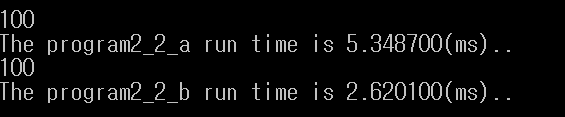 100
The program2_2_a run time is 5.348700(ms)..
100
The program2_2_b run time is 2.620100(ms)..